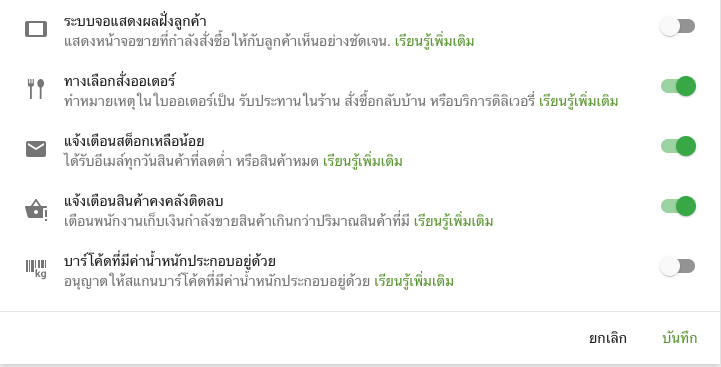 ระบบจอแสดงผลฝั่งลูกค้า
แสดงหน้าจอขายที่กำลังสั่งซื้อ ให้กับลูกค้าเห็นอย่างชัดเจน. เรียนรู้เพิ่มเติม
ทางเลือกสั่งออเดอร์
ทำหมายเหตุใน ใบออเดอร์เป็น รับประทานในร้าน สั่งซื้อกลับบ้าน หรือบริการดิลิเวอรี่ เรียนรู้เพิ่มเติม
แจ้งเตือนสต็อกเหลือน้อย
ได้รับอีเมล์ทุกวันสินค้าที่ลดต่ำ หรือสินค้าหมด เรียนรู้เพิ่มเติม
แจ้งเตือนสินค้าคงคลังติดลบ
เตือนพนักงานเก็บเงินกำลังขายสินค้าเกินกว่าปริมาณสินค้าที่มี เรียนรู้เพิ่มเติม
บาร์โค้ดที่มีค่าน้ำหนักประกอบอยู่ด้วย
kg
อนุญาตให้สแกนบาร์โค้ดที่มีค่าน้ำหนักประกอบอยู่ด้วย เรียนรู้เพิ่มเติม
ยกเลิก บันทึก